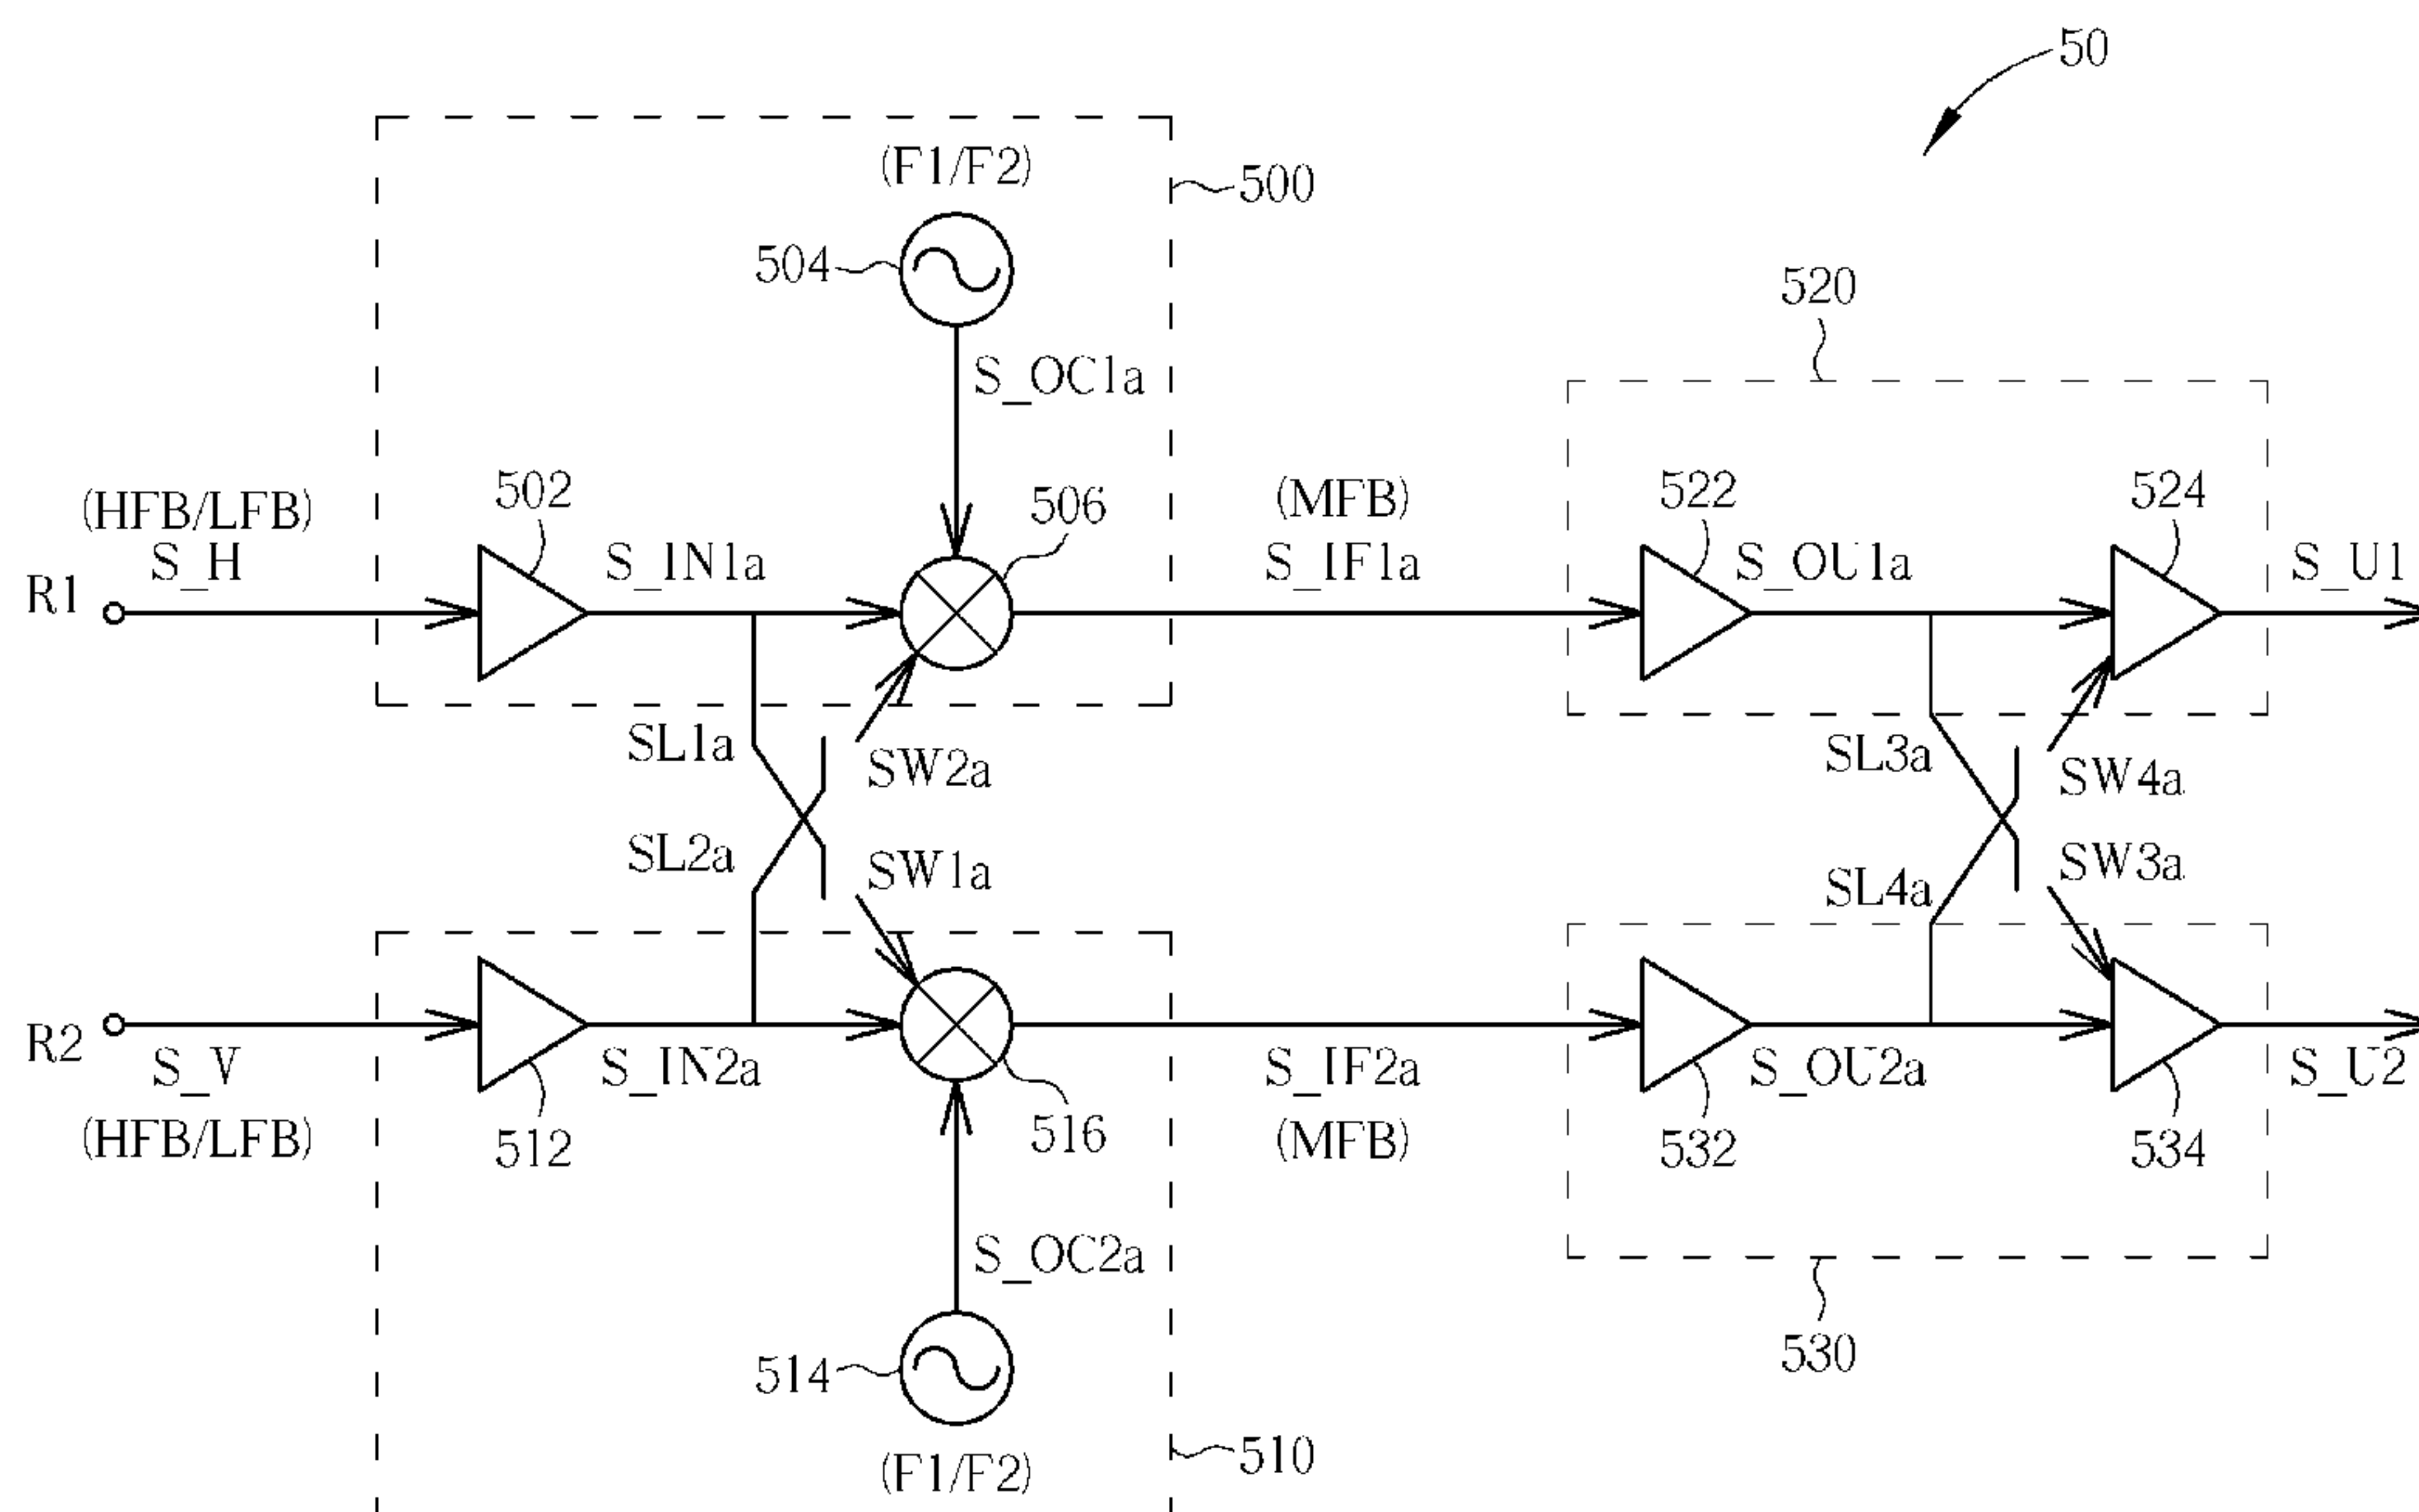 50
(F1/F2)
500
504
520
S_OC1a
502
506
(MFB)
522
524
(HFB/LFB)
S_H
S_IN1a
S_IF1a
S_OU1a
S_U1
R1
SL1a
SW2a
SL3a
SW4a
SL2a
SW1a
SL4a
SW3a
R2
S_V
S_IN2a
S_IF2a
S_OU2a
S_U2
(HFB/LFB)
512
516
(MFB)
532
534
S_OC2a
514
530
(F1/F2)
510